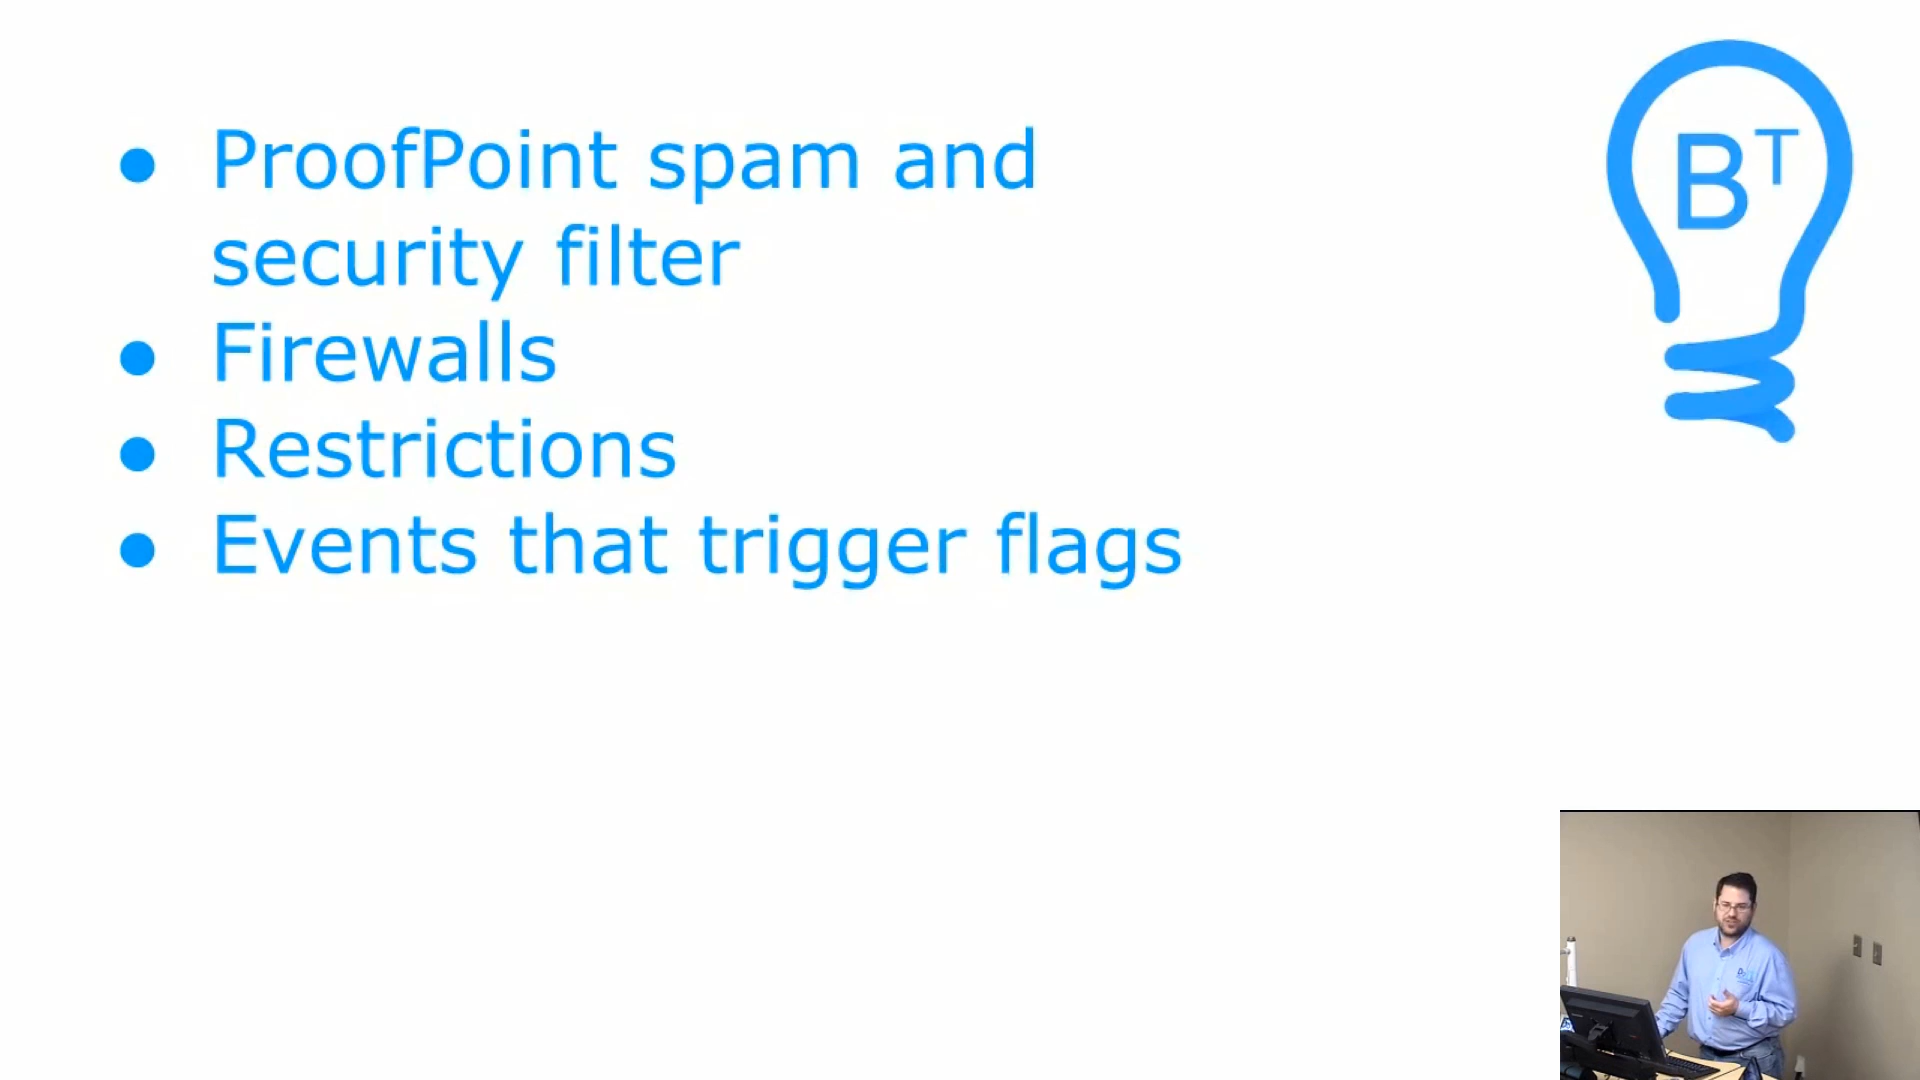 ● ProofPoint spam and
security filter
● Firewalls
● Restrictions
● Events that trigger flags
BT